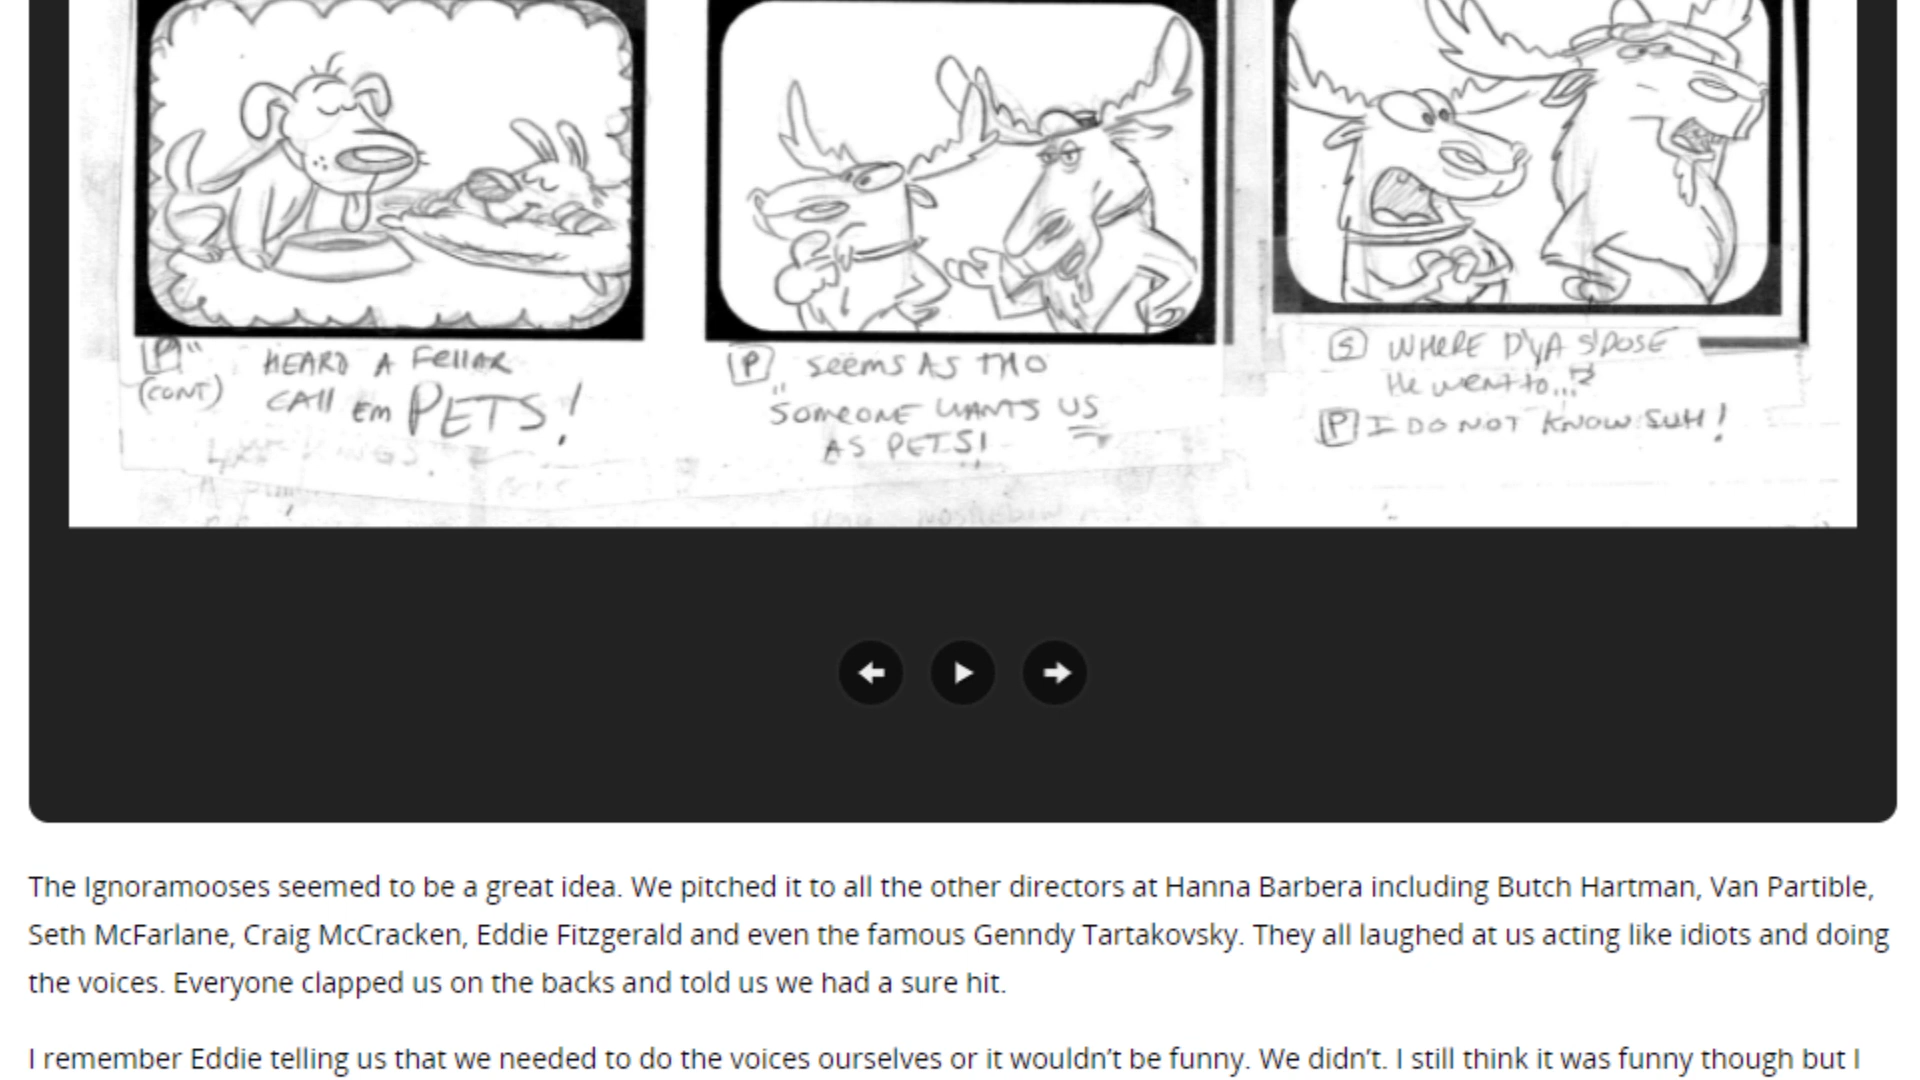 P "
(CONT)
HEARD A FELLAR
CALL EM PETS!
P SEEMS AS THO
SOMEONE WANTS US
AS PETS!
S WHERE D'YA S'POSE
He went to...?
P I DO NOT KNOW SUH!
The Ignoramooses seemed to be a great idea. We pitched it to all the other directors at Hanna Barbera including Butch Hartman, Van Partible,
Seth McFarlane, Craig McCracken, Eddie Fitzgerald and even the famous Genndy Tartakovsky. They all laughed at us acting like idiots and doing
the voices. Everyone clapped us on the backs and told us we had a sure hit.
I remember Eddie telling us that we needed to do the voices ourselves or it wouldn't be funny. We didn't. I still think it was funny though but I